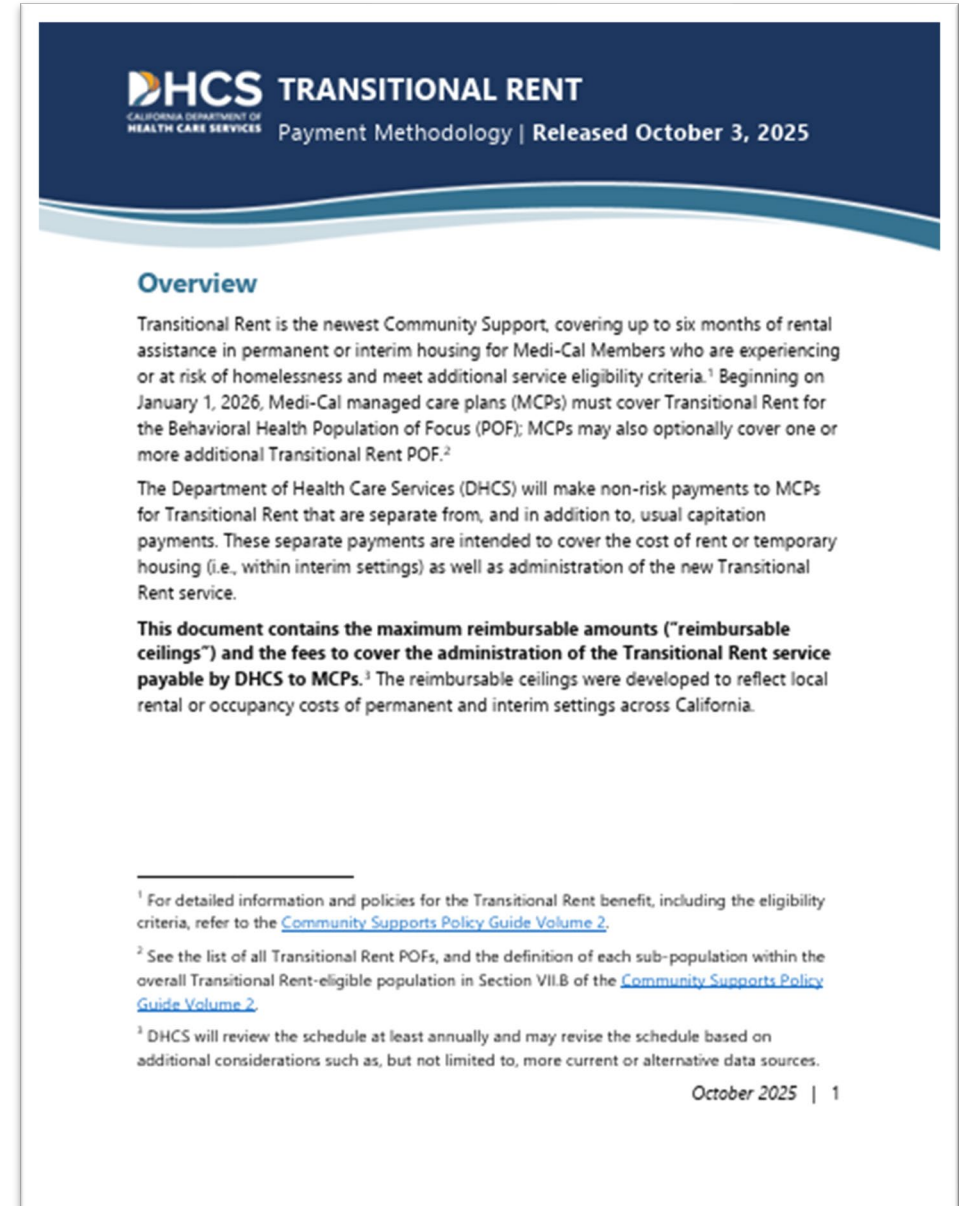 DHCS
CALIFORNIA DEPARTMENT OF
HEALTH CARE SERVICES
TRANSITIONAL RENT
Payment Methodology | Released October 3, 2025
Overview
Transitional Rent is the newest Community Support, covering up to six months of rental
assistance in permanent or interim housing for Medi-Cal Members who are experiencing
or at risk of homelessness and meet additional service eligibility criteria.¹ Beginning on
January 1, 2026, Medi-Cal managed care plans (MCPs) must cover Transitional Rent for
the Behavioral Health Population of Focus (POF); MCPs may also optionally cover one or
more additional Transitional Rent POF.²
The Department of Health Care Services (DHCS) will make non-risk payments to MCPs
for Transitional Rent that are separate from, and in addition to, usual capitation
payments. These separate payments are intended to cover the cost of rent or temporary
housing (i.e., within interim settings) as well as administration of the new Transitional
Rent service.
This document contains the maximum reimbursable amounts ("reimbursable
ceilings") and the fees to cover the administration of the Transitional Rent service
payable by DHCS to MCPs.³ The reimbursable ceilings were developed to reflect local
rental or occupancy costs of permanent and interim settings across California.
¹ For detailed information and policies for the Transitional Rent benefit, including the eligibility
criteria, refer to the Community Supports Policy Guide Volume 2.
² See the list of all Transitional Rent POFs, and the definition of each sub-population within the
overall Transitional Rent-eligible population in Section VII.B of the Community Supports Policy
Guide Volume 2.
³ DHCS will review the schedule at least annually and may revise the schedule based on
additional considerations such as, but not limited to, more current or alternative data sources.
October 2025 | 1